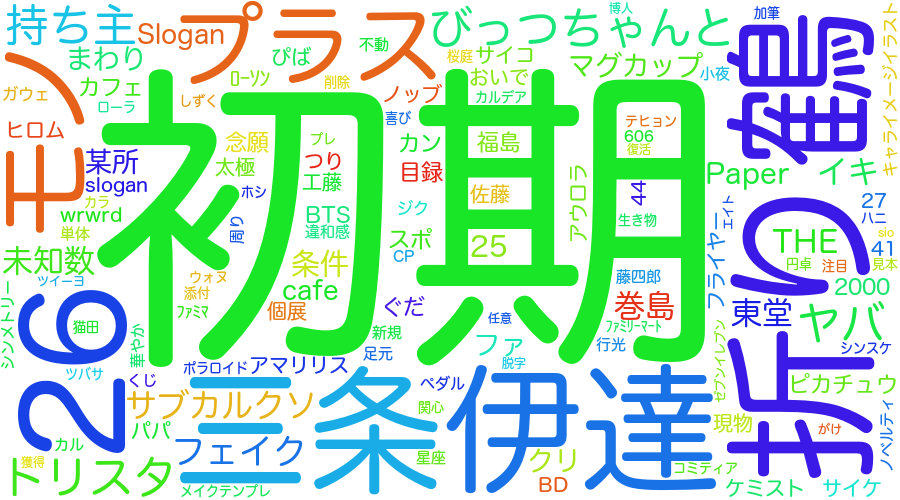 持ち主
Slogan
プラス
びっつちゃんと
博人
加筆
鶴
キャライメージイラスト
モノ
まわり
ぴば
不動
桜庭
サイコ
マグカップ
小夜
ガウェ
カフェ
ローソン
削除
ノッブ
おいで
カルデア
ローラ
しずく
喜び
ヒロム
初期
念願
プレ
カン
福島
テヒョン
606
復活
某所
太極
つり
工藤
目録
Paper
イキ
slogan
カラ
ホシ
佐藤
アウロラ
44
wrwrd
単体
周り
BTS
違和感
ジク
生き物
エイト
27
ハニ
sio
未知数
ウォヌ
条件
スポ
CP
25
フライヤー
THE
41
円卓
注目
見本
ツイーヨ
添付
cafe
ぐだ
藤四郎
折り
2000
シンメトリー
26
猫田
華やか
ファミマ
個展
新規
任意
巻島
ファミリーマート
東堂
ヤバ
ツバサ
ポラロイド
アマリリス
足元
ファ
脱字
行光
セブンイレブン
シンスケ
くじ
三条
ペダル
伊達
ピカチュウ
サブカルクソ
関心
ノベルティ
カル
パパ
フェイク
星座
クリ
現物
がけ
獲得
トリスタ
メイクテンプレ
BD
コミティア
ケミスト
サイケ